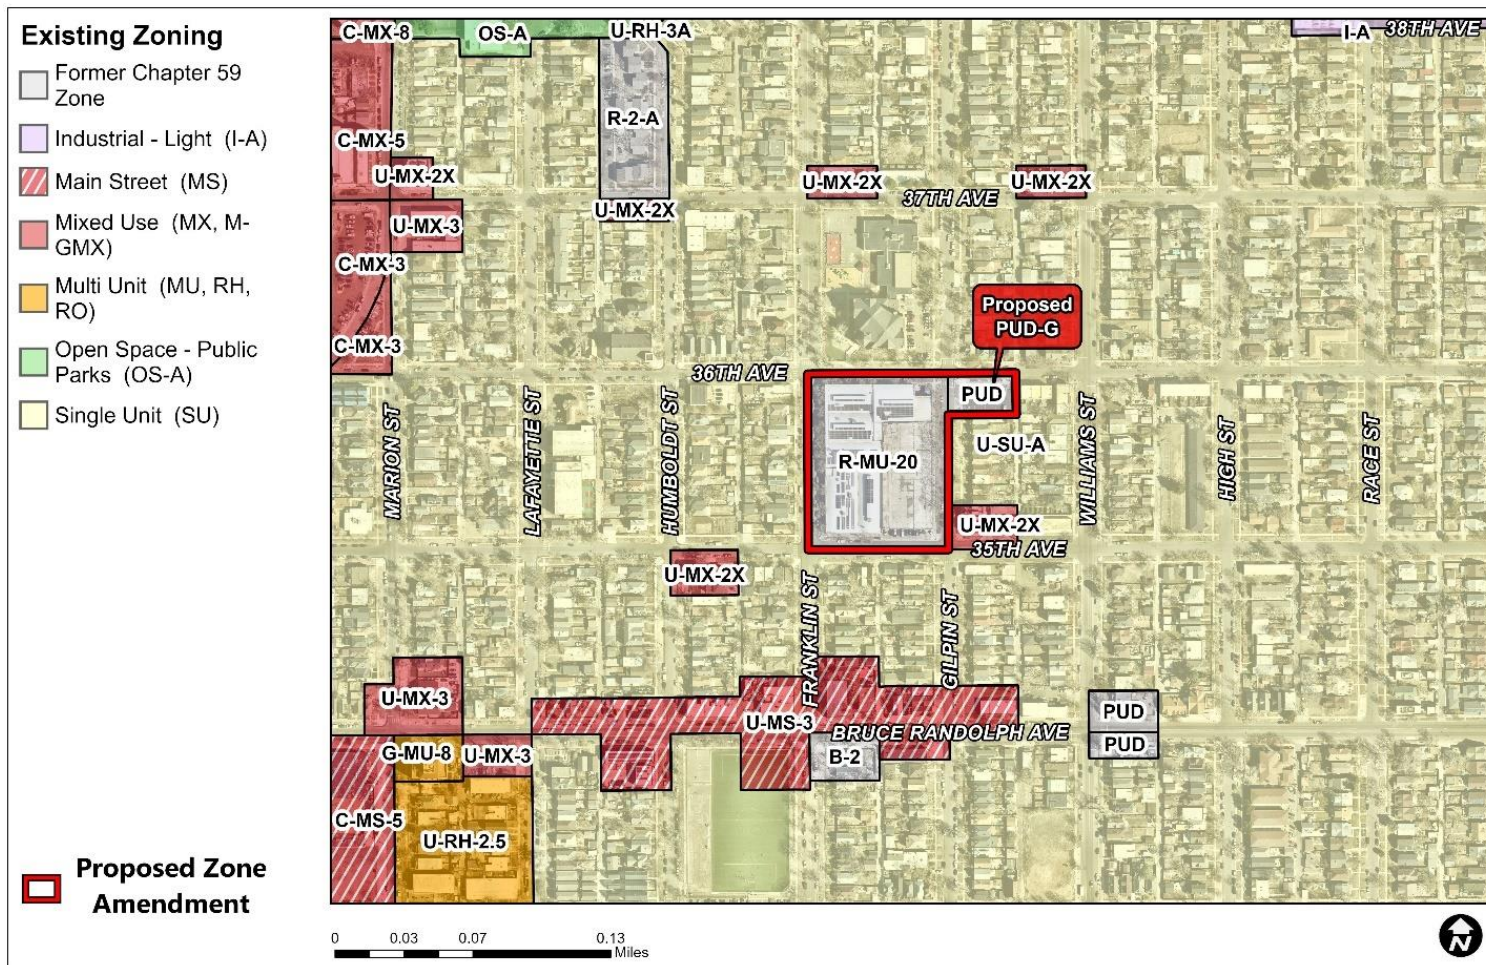 Existing Zoning
Former Chapter 59
Zone
Industrial - Light (I-A)
Main Street (MS)
Mixed Use (MX, M-
GMX)
Multi Unit (MU, RH,
RO)
Open Space - Public
Parks (OS-A)
Single Unit (SU)
Proposed Zone
Amendment
C-MX-8
OS-A
U-RH-3A
I-A
38TH AVE
R-2-A
C-MX-5
U-MX-2X
U-MX-2X
U-MX-2X
37TH AVE
U-MX-2X
U-MX-3
C-MX-3
Proposed
PUD-G
C-MX-3
36TH AVE
PUD
MARION ST
LAFAYETTE ST
HUMBOLDT ST
R-MU-20
U-SU-A
WILLIAMS ST
HIGH ST
RACE ST
U-MX-2X
35TH AVE
U-MX-2X
FRANKLIN ST
GILPIN ST
U-MX-3
U-MS-3
BRUCE RANDOLPH AVE
PUD
PUD
G-MU-8
U-MX-3
B-2
C-MS-5
U-RH-2.5
0 0.03 0.07 0.13
Miles
N